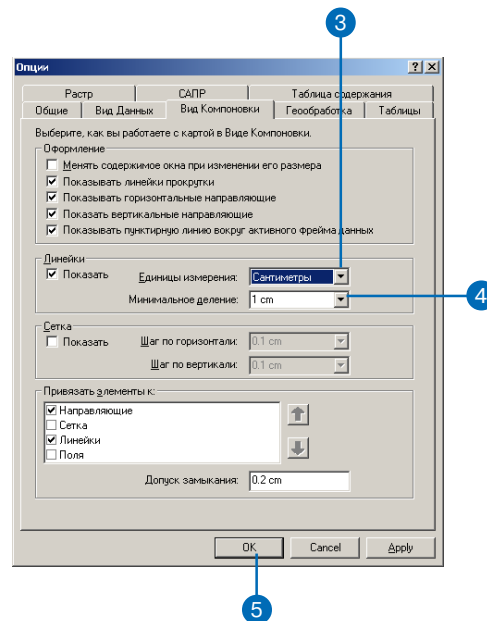 3
Опции
Растр САПР Таблица содержания
Общие Вид Данных Вид Компоновки Геообработка Таблицы
Выберите, как вы работаете с картой в Виде Компоновки.
Оформление
Менять содержимое окна при изменении его размера
Показывать линейки прокрутки
Показывать горизонтальные направляющие
Показать вертикальные направляющие
Показывать пунктирную линию вокруг активного фрейма данных
Линейки
Показать Единицы измерения: Сантиметры
Минимальное деление: 1 cm
4
Сетка
Показать Шаг по горизонтали: 0.1 cm
Шаг по вертикали: 0.1 cm
Привязать элементы к:
Направляющие
Сетка
Линейки
Поля
Допуск замыкания: 0.2 cm
OK Cancel Apply
5